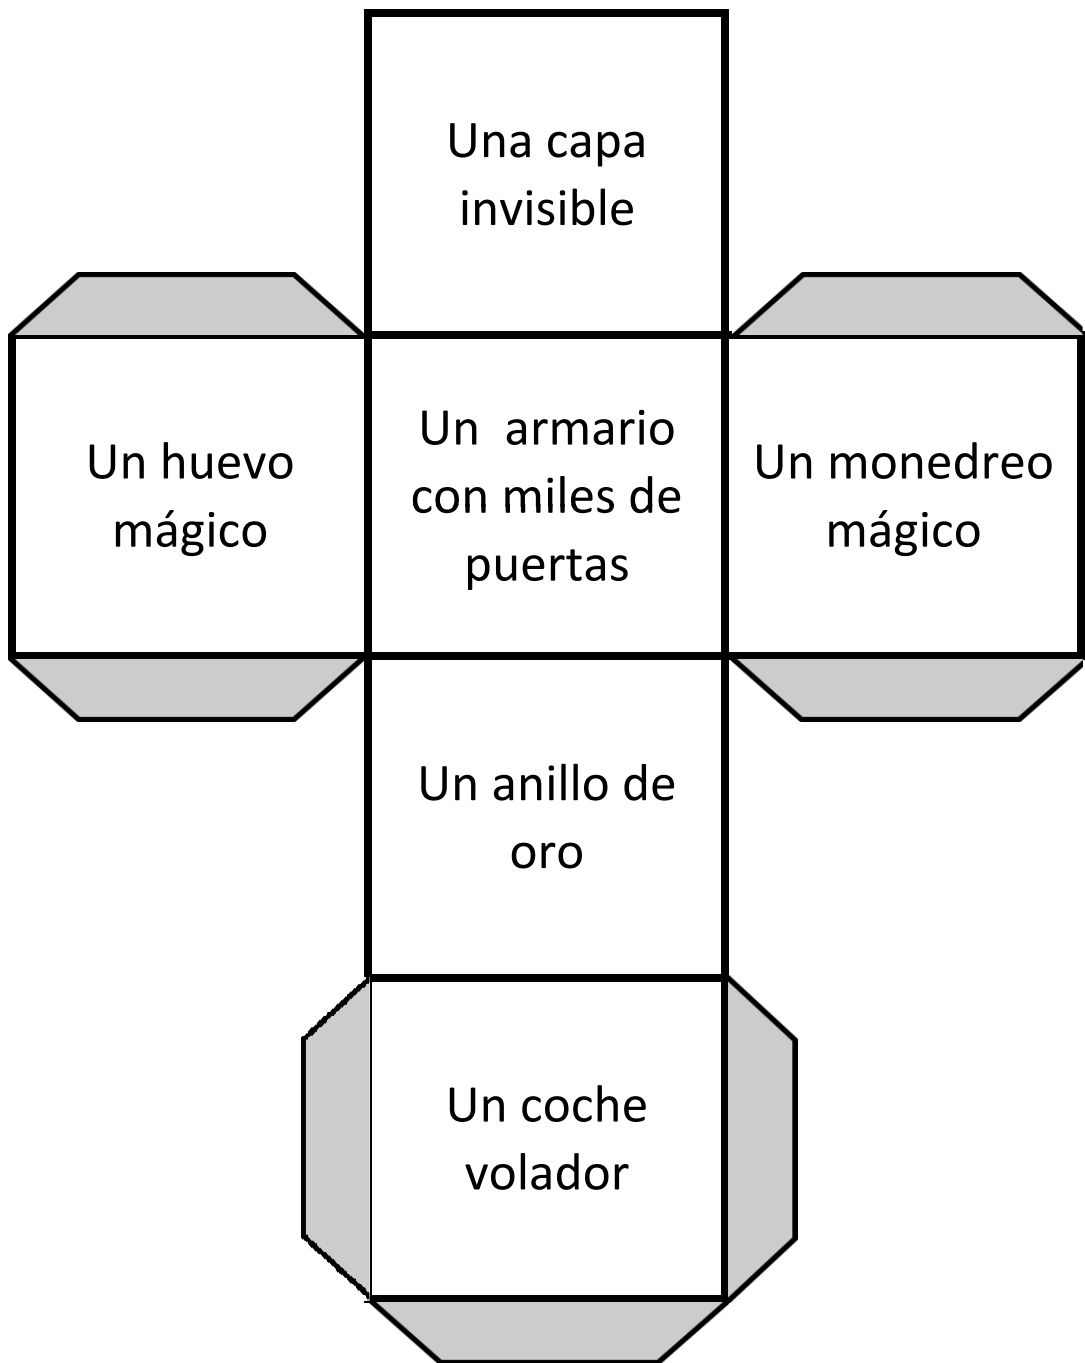 Una capa
invisible
Un huevo
mágico
Un  armario
con miles de
puertas
Un monedreo
mágico
Un anillo de
oro
Un coche
volador